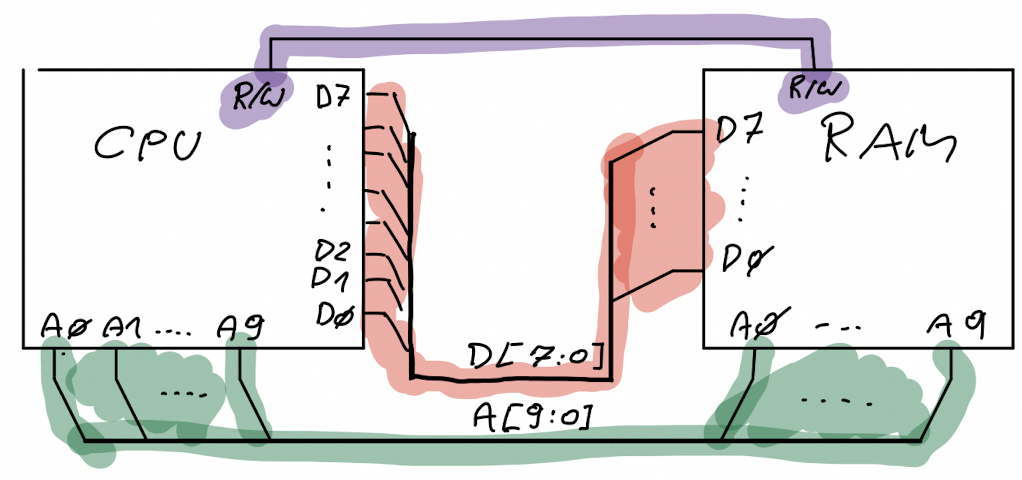 R/W
R/W
D7
D7
CPU
RAM
D2
D1
DØ
DØ
AØ A1 .... A9
AØ --.. A9
D[7:0]
A[9:0]